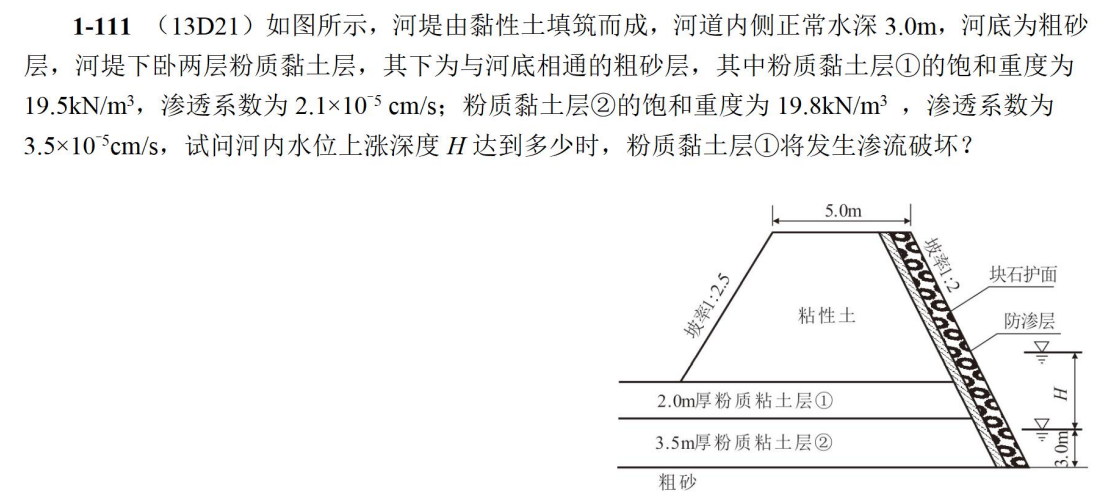 1-111 （13D21）如图所示，河堤由黏性土填筑而成，河道内侧正常水深 3.0m，河底为粗砂
层，河堤下卧两层粉质黏土层，其下为与河底相通的粗砂层，其中粉质黏土层①的饱和重度为
19.5kN/m³，渗透系数为 2.1×10⁻⁵ cm/s；粉质黏土层②的饱和重度为 19.8kN/m³ ，渗透系数为
3.5×10⁻⁵cm/s，试问河内水位上涨深度 H 达到多少时，粉质黏土层①将发生渗流破坏？
5.0m
坡率1:2.5
坡率1:2
块石护面
粘性土
防渗层
2.0m厚粉质粘土层①
H
3.5m厚粉质粘土层②
3.0m
粗砂